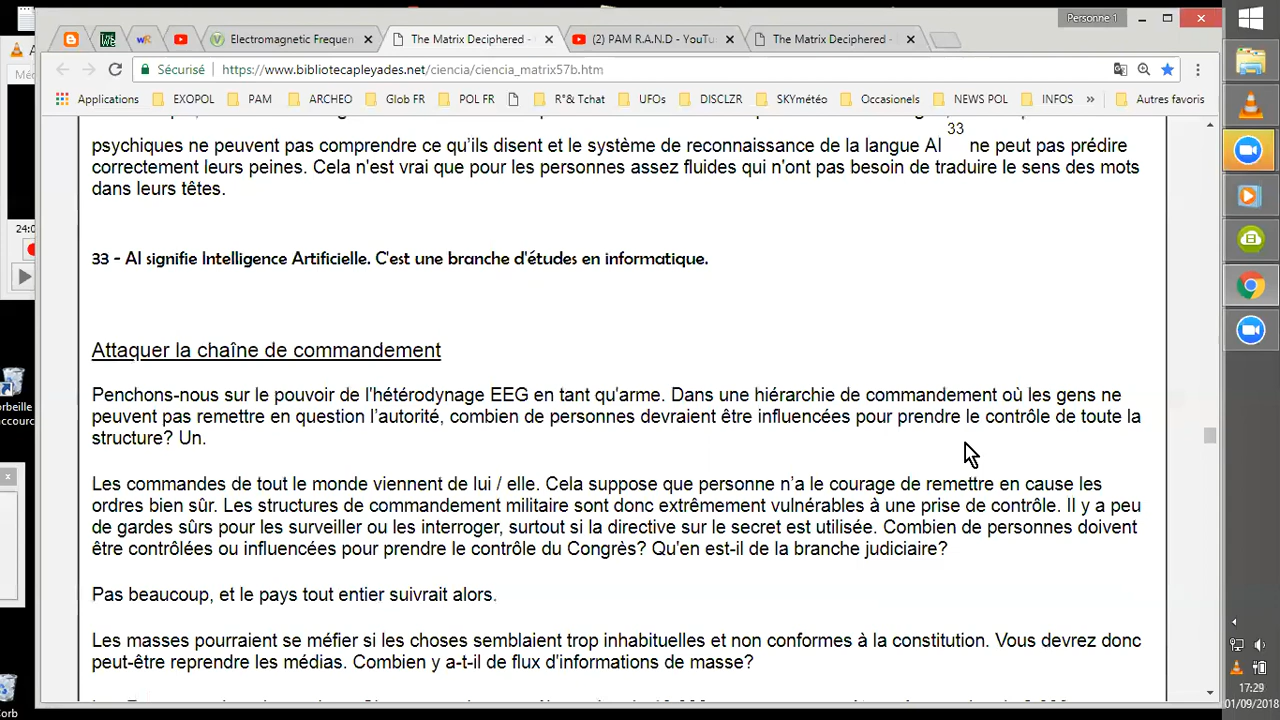 Personne 1
Electromagnetic Frequen
The Matrix Deciphered -
(2) PAM R.A.N.D - YouTu
The Matrix Deciphered -
Sécurisé
https://www.bibliotecapleyades.net/ciencia/ciencia_matrix57b.htm
Applications EXOPOL PAM ARCHEO Glob FR POL FR R°& Tchat UFOs DISCLZR SKYmétéo Occasionels NEWS POL INFOS » Autres favoris
33
psychiques ne peuvent pas comprendre ce qu'ils disent et le système de reconnaissance de la langue AI ne peut pas prédire
correctement leurs peines. Cela n'est vrai que pour les personnes assez fluides qui n'ont pas besoin de traduire le sens des mots
dans leurs têtes.
33 - AI signifie Intelligence Artificielle. C'est une branche d'études en informatique.
Attaquer la chaîne de commandement
Penchons-nous sur le pouvoir de l'hétérodynage EEG en tant qu'arme. Dans une hiérarchie de commandement où les gens ne
peuvent pas remettre en question l'autorité, combien de personnes devraient être influencées pour prendre le contrôle de toute la
structure? Un.
Les commandes de tout le monde viennent de lui / elle. Cela suppose que personne n'a le courage de remettre en cause les
ordres bien sûr. Les structures de commandement militaire sont donc extrêmement vulnérables à une prise de contrôle. Il y a peu
de gardes sûrs pour les surveiller ou les interroger, surtout si la directive sur le secret est utilisée. Combien de personnes doivent
être contrôlées ou influencées pour prendre le contrôle du Congrès? Qu'en est-il de la branche judiciaire?
Pas beaucoup, et le pays tout entier suivrait alors.
Les masses pourraient se méfier si les choses semblaient trop inhabituelles et non conformes à la constitution. Vous devrez donc
peut-être reprendre les médias. Combien y a-t-il de flux d'informations de masse?
Mé
24:0
orbeille
accourc
Corb
17:29
01/09/2018